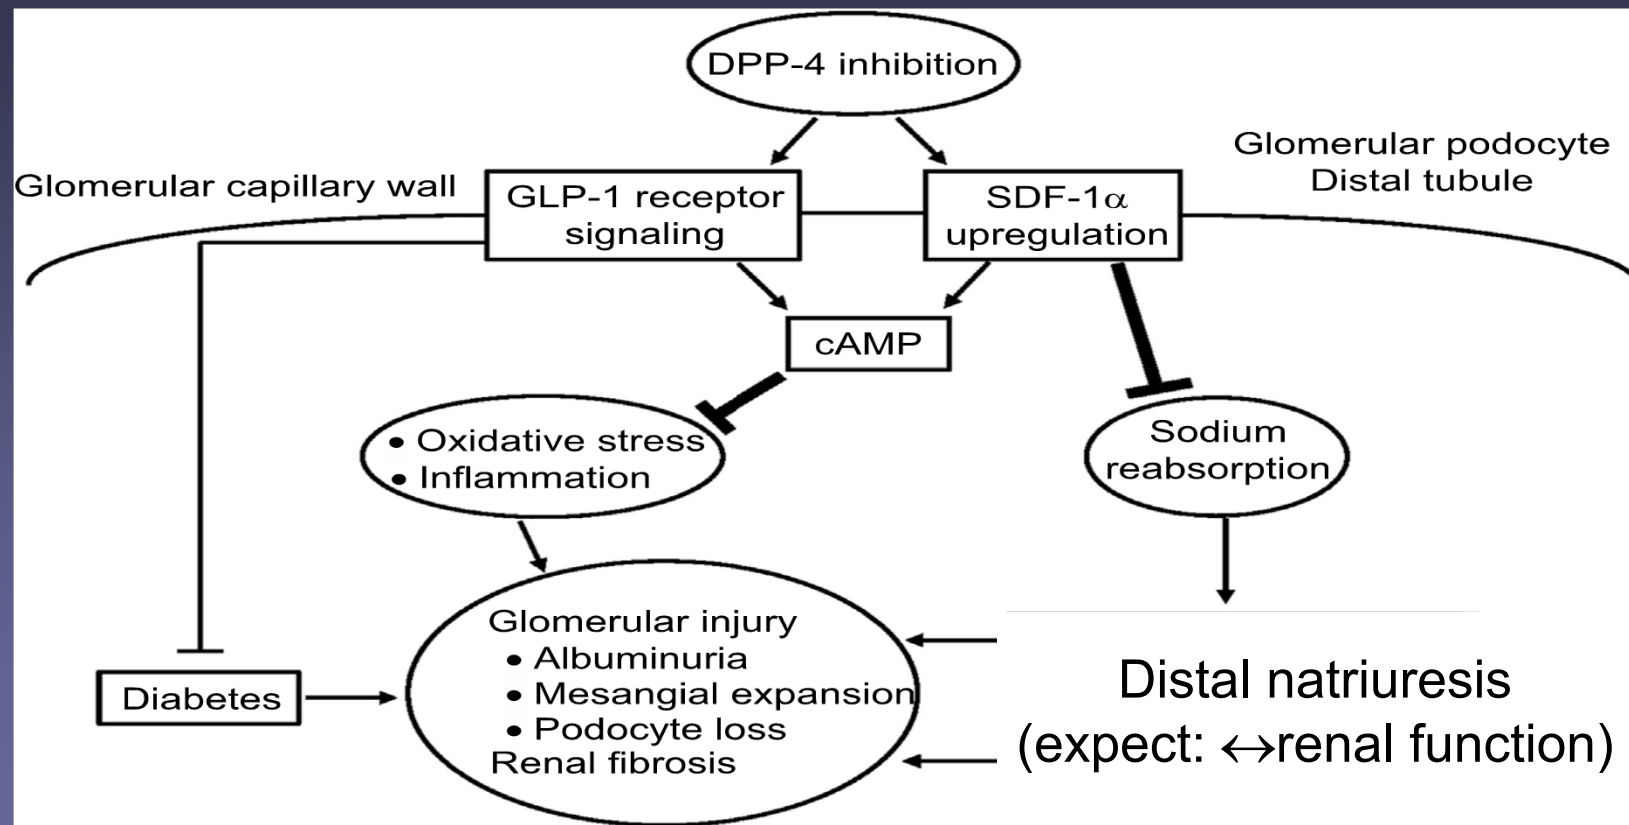 DPP-4 inhibition
Glomerular capillary wall
GLP-1 receptor
signaling
SDF-1α
upregulation
Glomerular podocyte
Distal tubule
cAMP
• Oxidative stress
• Inflammation
Sodium
reabsorption
Diabetes
Glomerular injury
• Albuminuria
• Mesangial expansion
• Podocyte loss
Renal fibrosis
Distal natriuresis
(expect: ↔renal function)